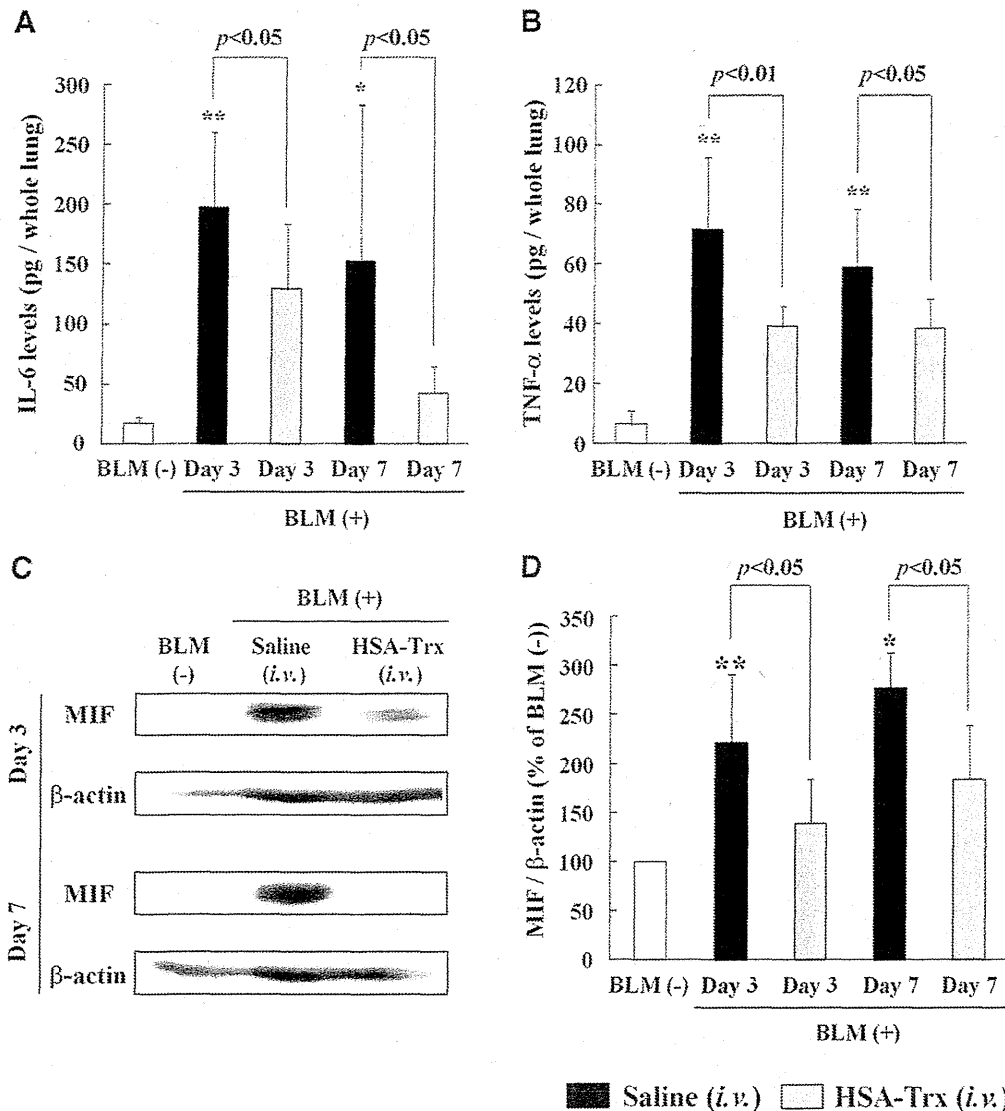 A
p<0.05
p<0.05
IL-6 levels (pg / whole lung)
300
250
200
150
100
50
0
**
*
BLM (-) Day 3 Day 3 Day 7 Day 7
BLM (+)
B
p<0.01
p<0.05
TNF-α levels (pg / whole lung)
120
100
80
60
40
20
0
**
**
BLM (-) Day 3 Day 3 Day 7 Day 7
BLM (+)
C
BLM (+)
BLM (-)
Saline (i.v.)
HSA-Trx (i.v.)
Day 3
MIF
β-actin
Day 7
MIF
β-actin
D
p<0.05
p<0.05
MIF / β-actin (% of BLM (-))
350
300
250
200
150
100
50
0
**
*
BLM (-) Day 3 Day 3 Day 7 Day 7
BLM (+)
Saline (i.v.) HSA-Trx (i.v.)